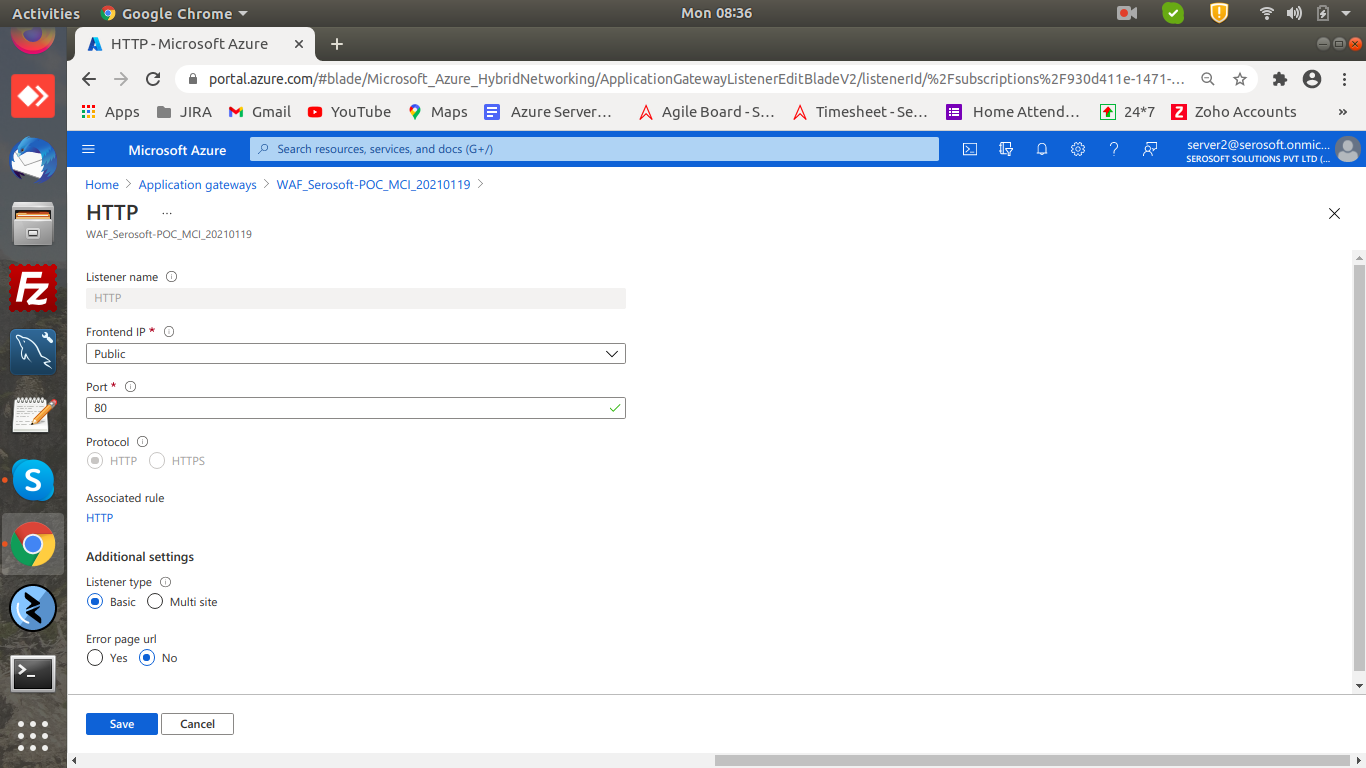 Activities
Google Chrome
Mon 08:36
HTTP - Microsoft Azure
portal.azure.com/#blade/Microsoft_Azure_HybridNetworking/ApplicationGatewayListenerEditBladeV2/listenerId/%2Fsubscriptions%2F930d411e-1471-...
Apps
JIRA
Gmail
YouTube
Maps
Azure Server...
Agile Board - S...
Timesheet - Se...
Home Attend...
24*7
Zoho Accounts
»
Microsoft Azure
Search resources, services, and docs (G+/)
server2@serosoft.onmic...
SEROSOFT SOLUTIONS PVT LTD (...
Home > Application gateways > WAF_Serosoft-POC_MCI_20210119 >
HTTP ...
WAF_Serosoft-POC_MCI_20210119
Listener name
HTTP
Frontend IP *
Public
Port *
80
Protocol
HTTP HTTPS
Associated rule
HTTP
Additional settings
Listener type
Basic Multi site
Error page url
Yes No
Save Cancel